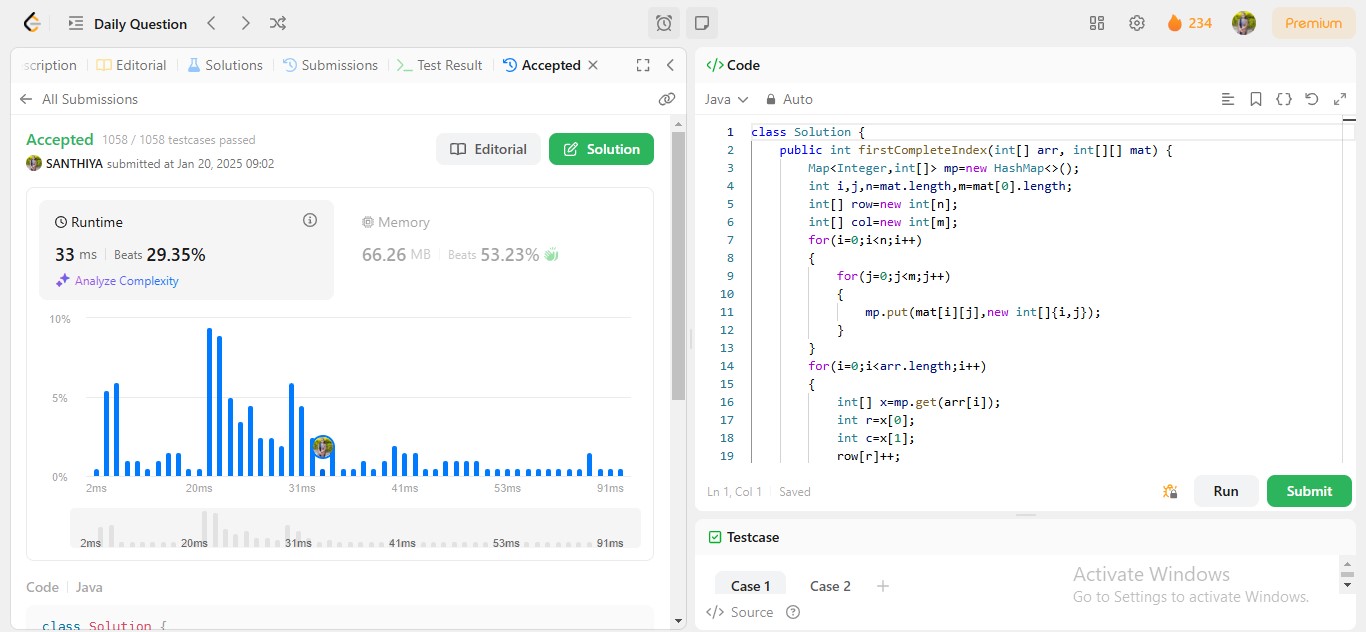 Daily Question
234
Premium
scription
Editorial
Solutions
Submissions
Test Result
Accepted
All Submissions
Accepted 1058 / 1058 testcases passed
SANTHIYA submitted at Jan 20, 2025 09:02
Editorial
Solution
Runtime
33 ms Beats 29.35%
Analyze Complexity
Memory
66.26 MB Beats 53.23%
10%
5%
0%
2ms 20ms 31ms 41ms 53ms 91ms
2ms 20ms 31ms 41ms 53ms 91ms
Code Java
class Solution {
</> Code
Java Auto
1 class Solution {
2 public int firstCompleteIndex(int[] arr, int[][] mat) {
3 Map<Integer,int[]> mp=new HashMap<>();
4 int i,j,n=mat.length,m=mat[0].length;
5 int[] row=new int[n];
6 int[] col=new int[m];
7 for(i=0;i<n;i++)
8 {
9 for(j=0;j<m;j++)
10 {
11 mp.put(mat[i][j],new int[]{i,j});
12 }
13 }
14 for(i=0;i<arr.length;i++)
15 {
16 int[] x=mp.get(arr[i]);
17 int r=x[0];
18 int c=x[1];
19 row[r]++;
Ln 1, Col 1 Saved
Run
Submit
Testcase
Case 1 Case 2 +
</> Source
Activate Windows
Go to Settings to activate Windows.